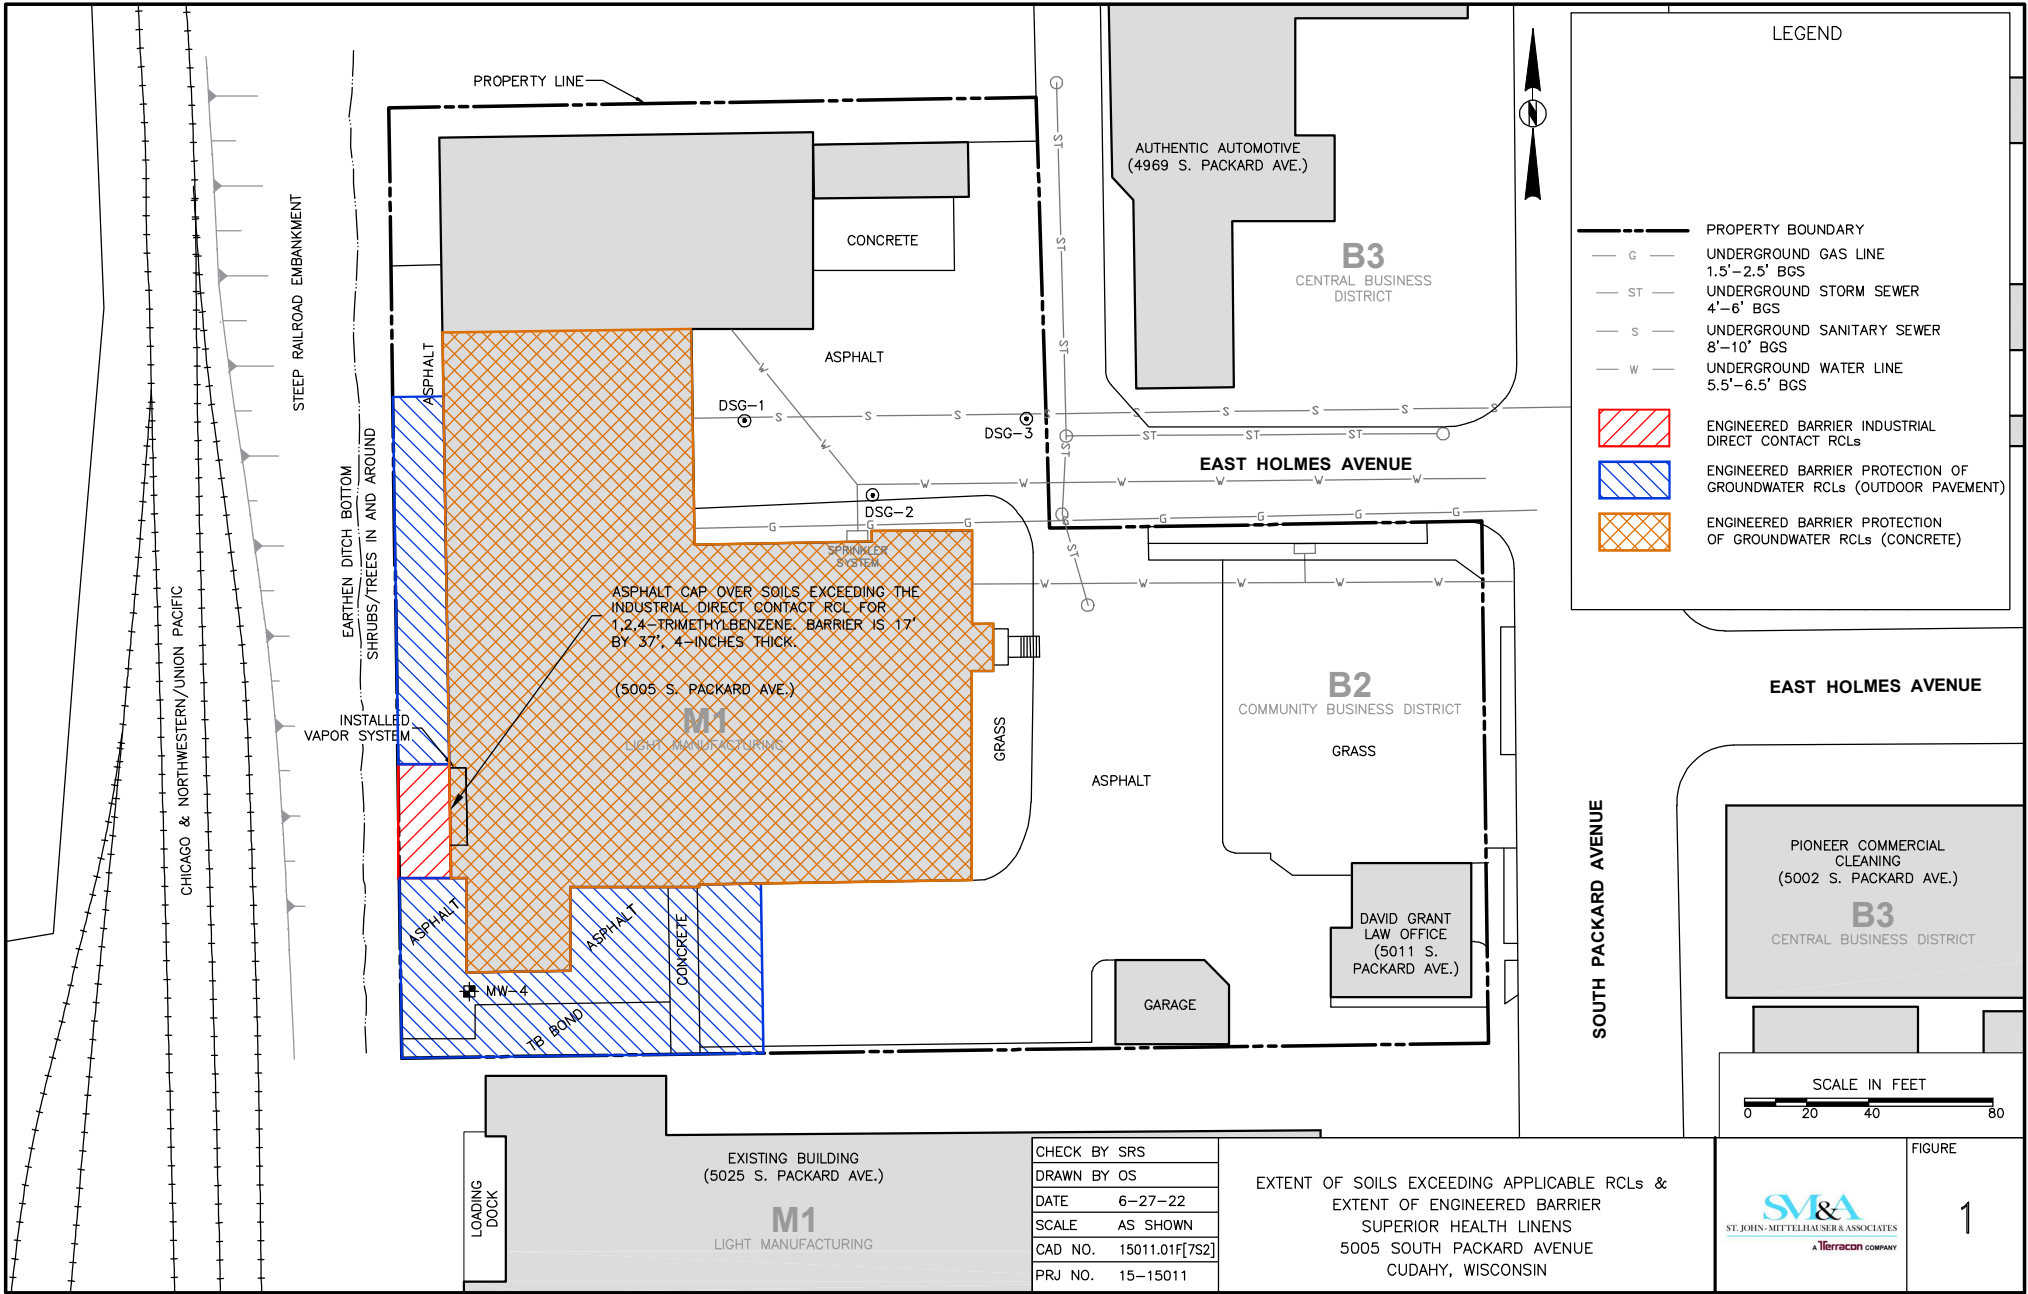 PROPERTY LINE
LEGEND
PROPERTY BOUNDARY
G
UNDERGROUND GAS LINE
1.5'-2.5' BGS
ST
UNDERGROUND STORM SEWER
4'-6' BGS
S
UNDERGROUND SANITARY SEWER
8'-10' BGS
W
UNDERGROUND WATER LINE
5.5'-6.5' BGS
ENGINEERED BARRIER INDUSTRIAL
DIRECT CONTACT RCLs
ENGINEERED BARRIER PROTECTION OF
GROUNDWATER RCLs (OUTDOOR PAVEMENT)
ENGINEERED BARRIER PROTECTION
OF GROUNDWATER RCLs (CONCRETE)
N
AUTHENTIC AUTOMOTIVE
(4969 S. PACKARD AVE.)
B3
CENTRAL BUSINESS
DISTRICT
CONCRETE
ASPHALT
ASPHALT
STEEP RAILROAD EMBANKMENT
EARTHEN DITCH BOTTOM
SHRUBS/TREES IN AND AROUND
CHICAGO & NORTHWESTERN/UNION PACIFIC
DSG-1
DSG-3
DSG-2
W
W
S
S
S
S
S
S
S
S
S
ST
ST
ST
ST
ST
ST
ST
ST
EAST HOLMES AVENUE
W
W
W
W
W
W
G
G
G
G
G
G
G
SPRINKLER
SYSTEM
W
W
W
W
W
ASPHALT CAP OVER SOILS EXCEEDING THE
INDUSTRIAL DIRECT CONTACT RCL FOR
1,2,4-TRIMETHYLBENZENE. BARRIER IS 17'
BY 37', 4-INCHES THICK.
(5005 S. PACKARD AVE.)
M1
LIGHT MANUFACTURING
INSTALLED
VAPOR SYSTEM
GRASS
ASPHALT
B2
COMMUNITY BUSINESS DISTRICT
GRASS
EAST HOLMES AVENUE
SOUTH PACKARD AVENUE
PIONEER COMMERCIAL
CLEANING
(5002 S. PACKARD AVE.)
B3
CENTRAL BUSINESS DISTRICT
DAVID GRANT
LAW OFFICE
(5011 S.
PACKARD AVE.)
GARAGE
ASPHALT
ASPHALT
CONCRETE
MW-4
TB BOND
SCALE IN FEET
0 20 40 80
LOADING
DOCK
EXISTING BUILDING
(5025 S. PACKARD AVE.)
M1
LIGHT MANUFACTURING
CHECK BY SRS
DRAWN BY OS
DATE 6-27-22
SCALE AS SHOWN
CAD NO. 15011.01F[7S2]
PRJ NO. 15-15011
EXTENT OF SOILS EXCEEDING APPLICABLE RCLs &
EXTENT OF ENGINEERED BARRIER
SUPERIOR HEALTH LINENS
5005 SOUTH PACKARD AVENUE
CUDAHY, WISCONSIN
SM&A
ST. JOHN - MITTELHAUSER & ASSOCIATES
A Terracon COMPANY
FIGURE
1